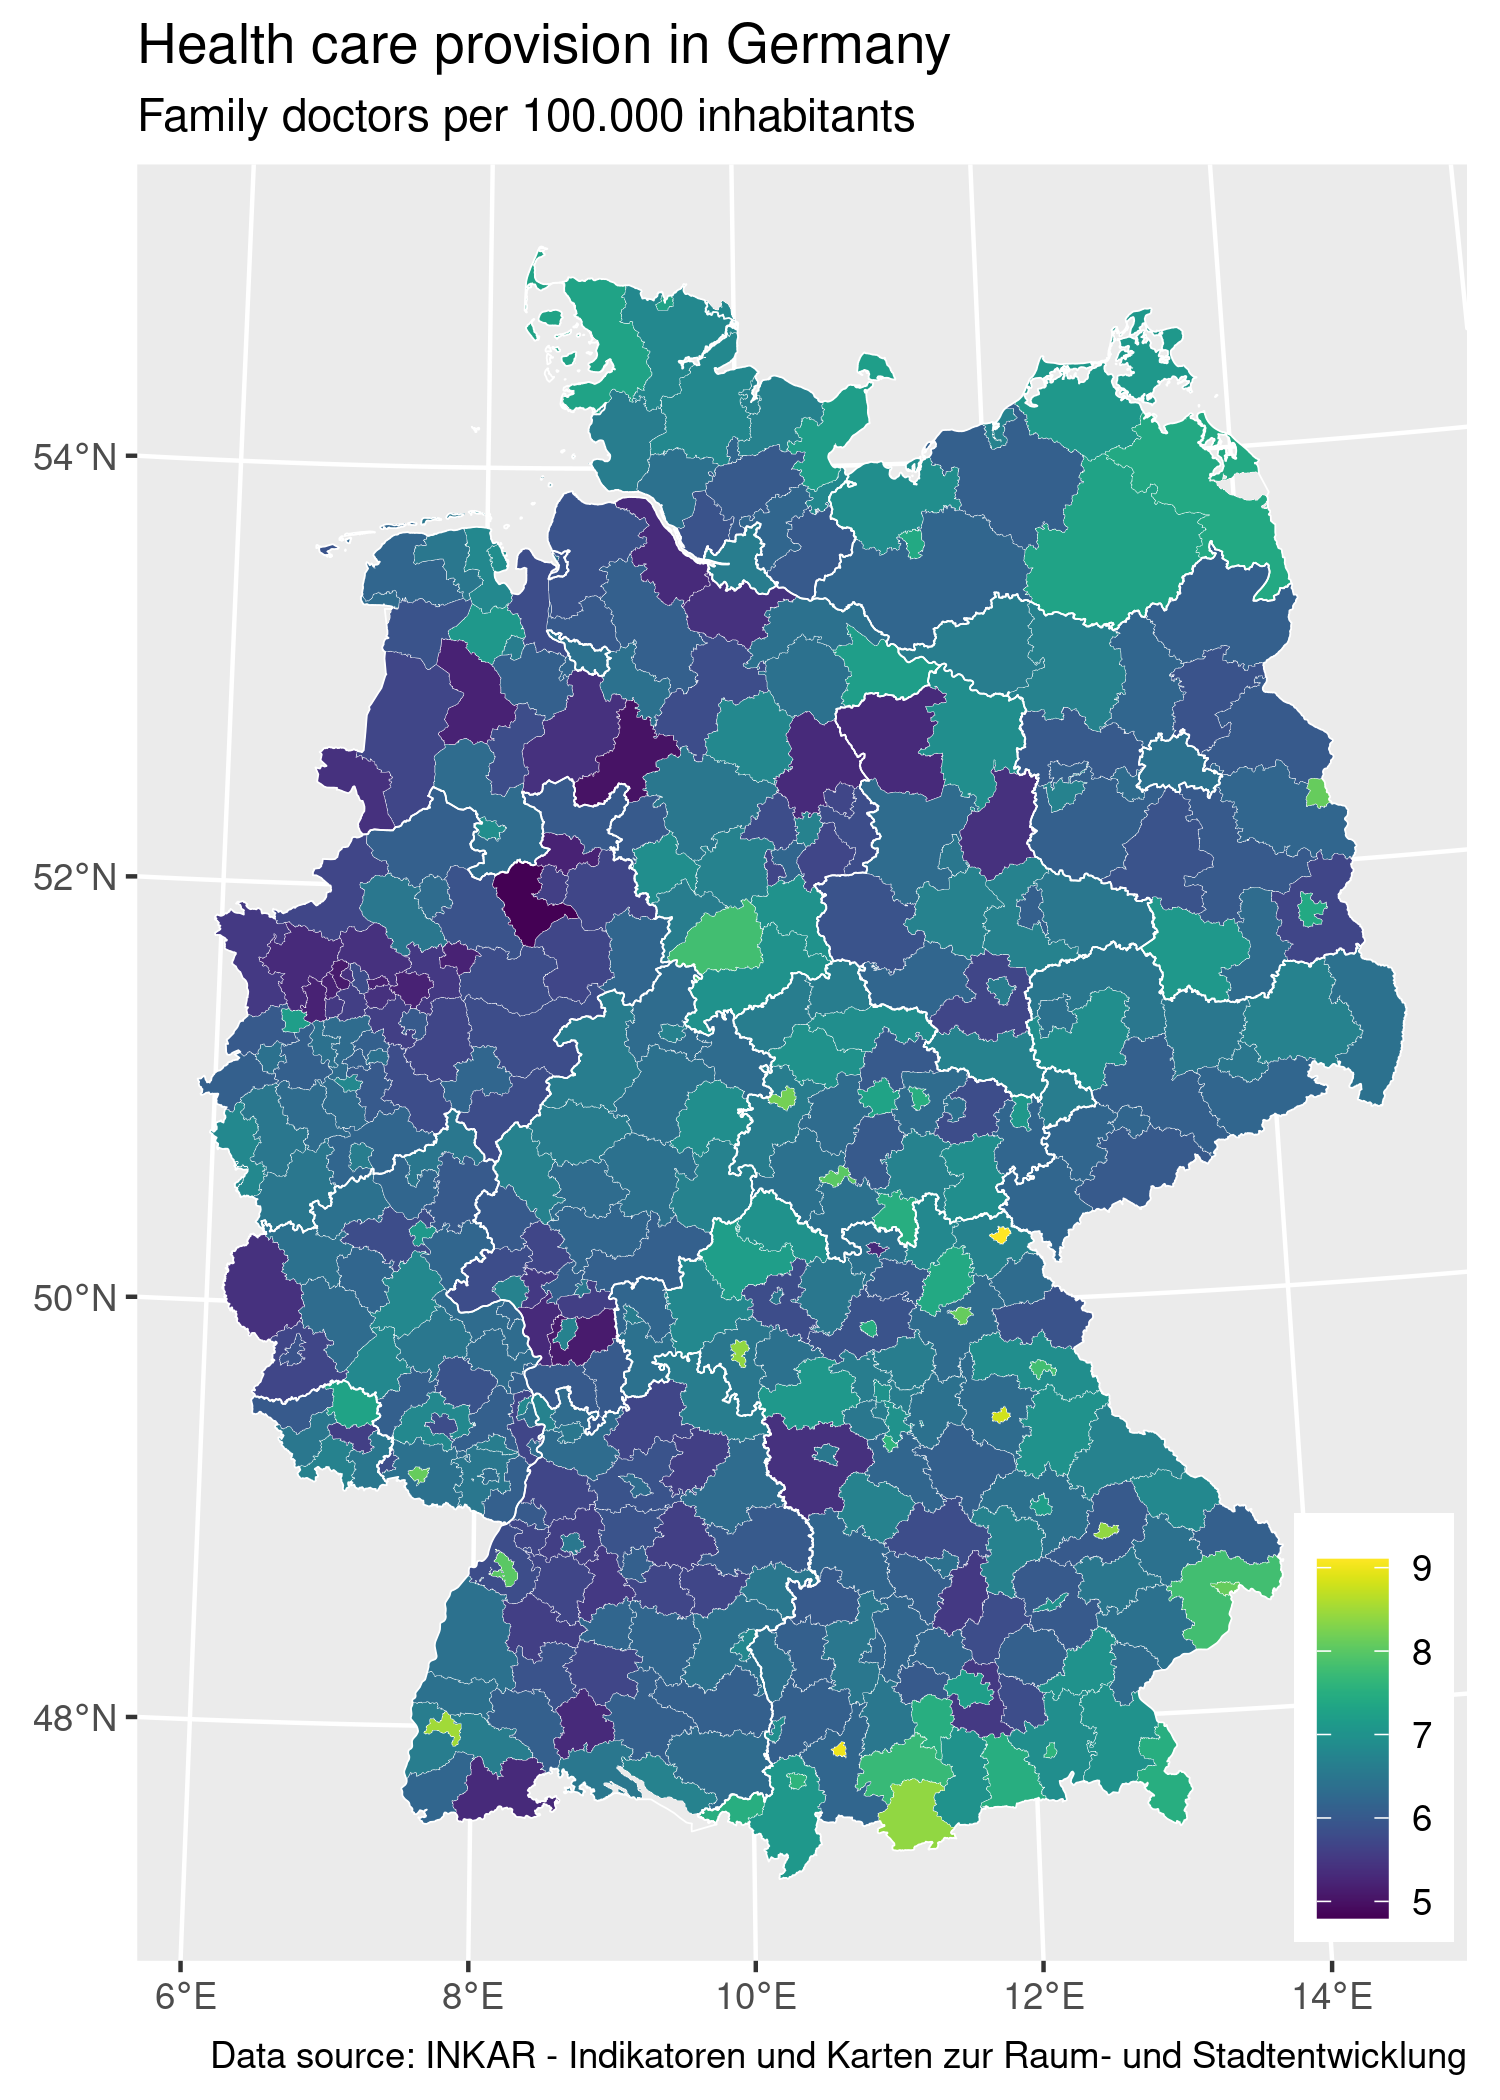 Health care provision in Germany
Family doctors per 100.000 inhabitants
54°N
52°N
50°N
48°N
9
8
7
6
5
6°E 8°E 10°E 12°E 14°E
Data source: INKAR - Indikatoren und Karten zur Raum- und Stadtentwicklung